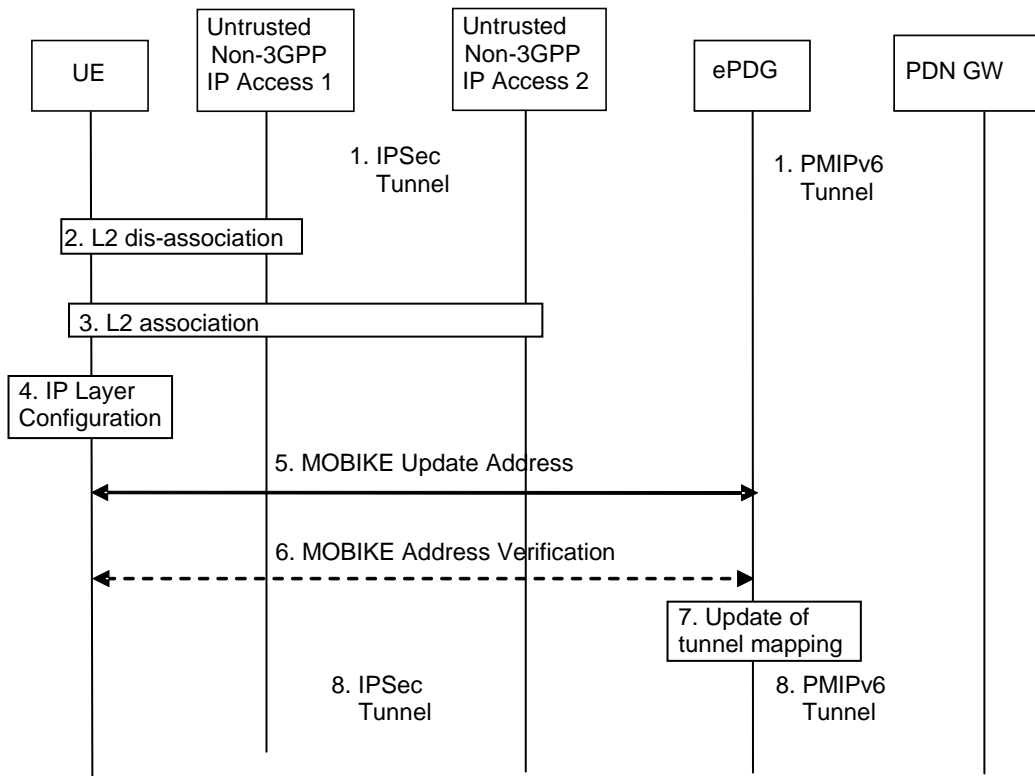 UE
Untrusted
Non-3GPP
IP Access 1
Untrusted
Non-3GPP
IP Access 2
ePDG
PDN GW
1. IPSec
Tunnel
1. PMIPv6
Tunnel
2. L2 dis-association
3. L2 association
4. IP Layer
Configuration
5. MOBIKE Update Address
6. MOBIKE Address Verification
7. Update of
tunnel mapping
8. IPSec
Tunnel
8. PMIPv6
Tunnel